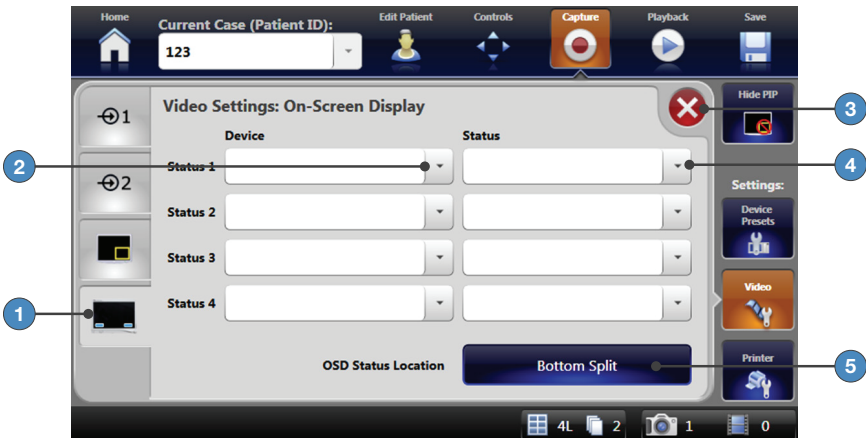 Home
Current Case (Patient ID):
123
Edit Patient
Controls
Capture
Playback
Save
1
2
Video Settings: On-Screen Display
Device
Status
Status 1
Status 2
Status 3
Status 4
OSD Status Location
Bottom Split
Hide PIP
Settings:
Device
Presets
Video
Printer
4L
2
1
0
2
1
3
4
5